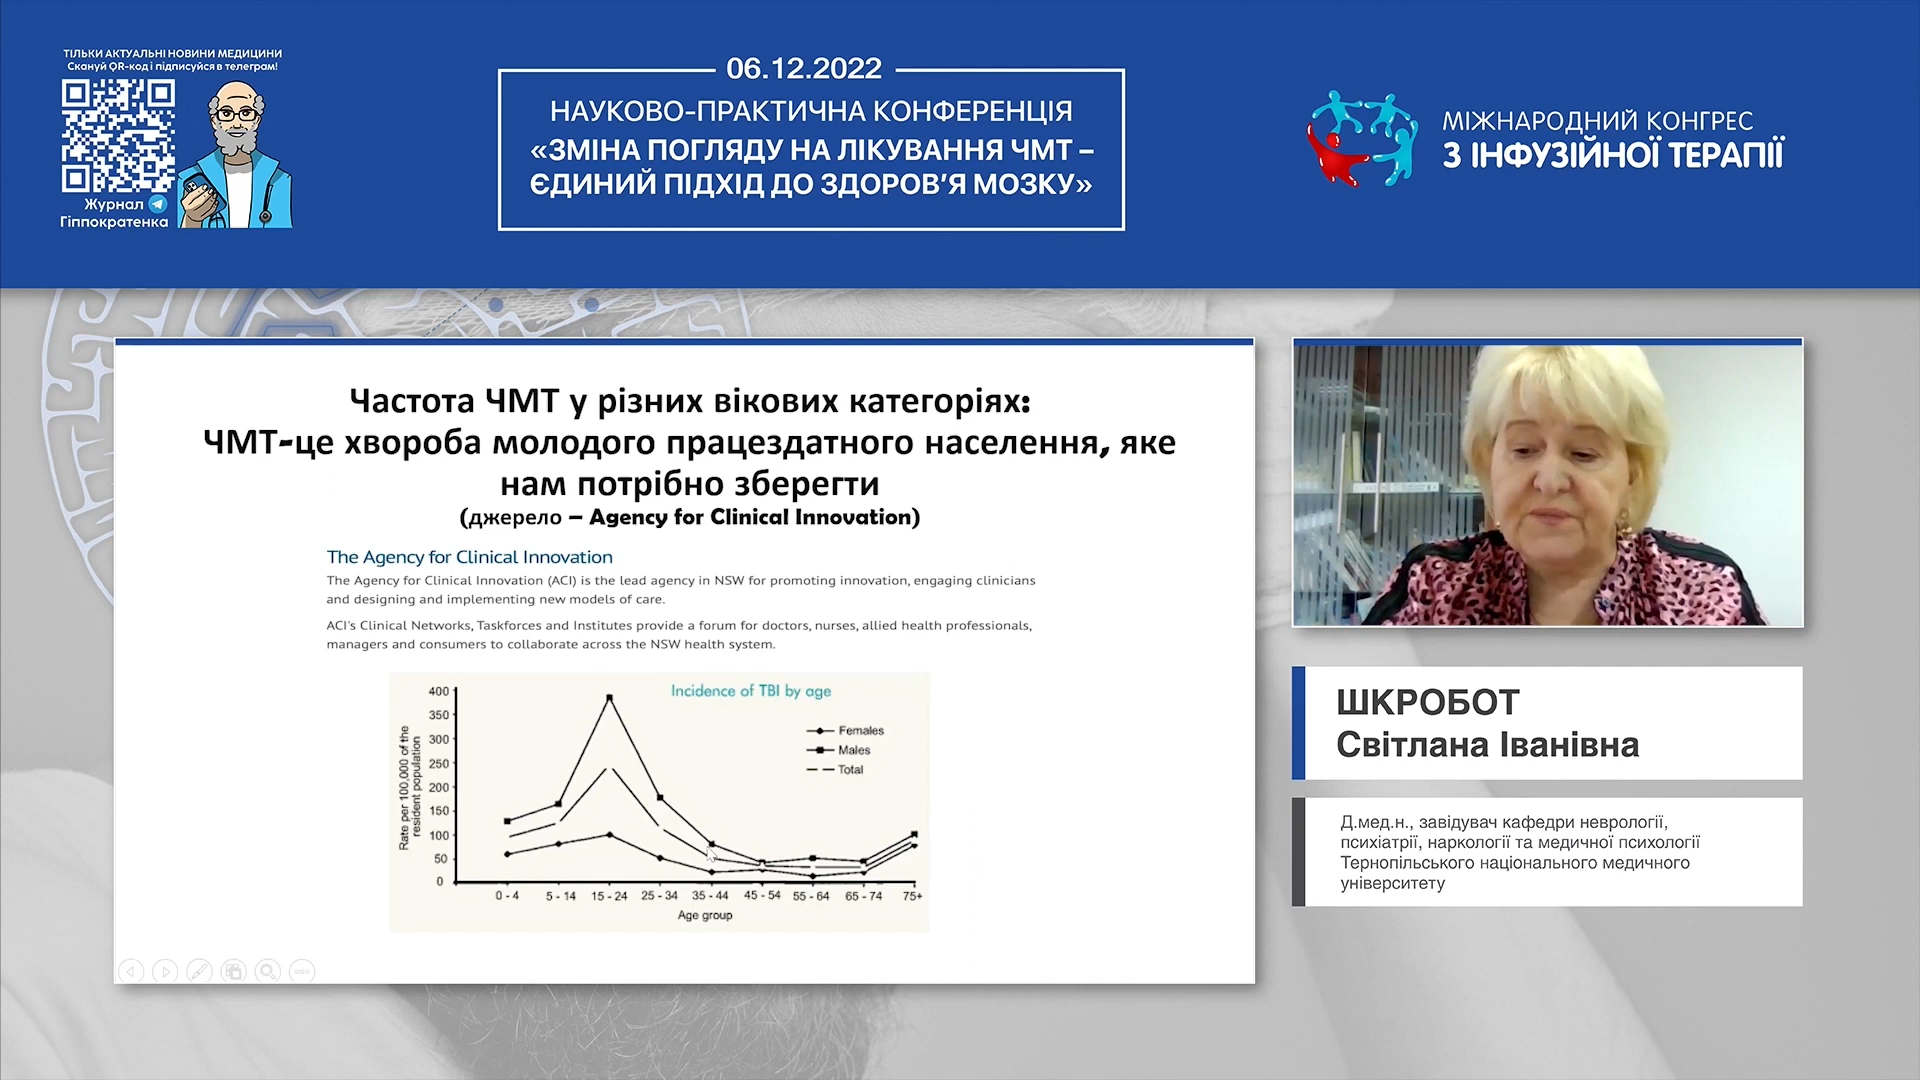 ТІЛЬКИ АКТУАЛЬНІ НОВИНИ МЕДИЦИНИ
Скануй QR-код і підписуйся в телеграм!
Журнал
Гіппократенка
06.12.2022
НАУКОВО-ПРАКТИЧНА КОНФЕРЕНЦІЯ
«ЗМІНА ПОГЛЯДУ НА ЛІКУВАННЯ ЧМТ –
ЄДИНИЙ ПІДХІД ДО ЗДОРОВ’Я МОЗКУ»
МІЖНАРОДНИЙ КОНГРЕС
З ІНФУЗІЙНОЇ ТЕРАПІЇ
Частота ЧМТ у різних вікових категоріях:
ЧМТ-це хвороба молодого працездатного населення, яке
нам потрібно зберегти
(джерело – Agency for Clinical Innovation)
The Agency for Clinical Innovation
The Agency for Clinical Innovation (ACI) is the lead agency in NSW for promoting innovation, engaging clinicians
and designing and implementing new models of care.
ACI's Clinical Networks, Taskforces and Institutes provide a forum for doctors, nurses, allied health professionals,
managers and consumers to collaborate across the NSW health system.
Incidence of TBI by age
Rate per 100,000 of the
resident population
400
350
300
250
200
150
100
50
0
Females
Males
Total
0 - 4 5 - 14 15 - 24 25 - 34 35 - 44 45 - 54 55 - 64 65 - 74 75+
Age group
ШКРОБОТ
Світлана Іванівна
Д.мед.н., завідувач кафедри неврології,
психіатрії, наркології та медичної психології
Тернопільського національного медичного
університету